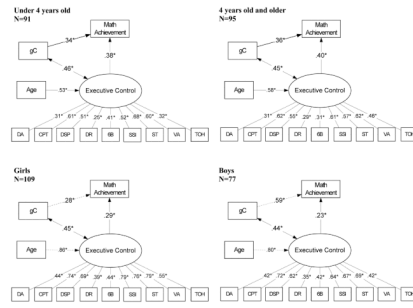 Under 4 years old
N=91
Math
Achievement
gC
.34*
.38*
.46*
Age
.53*
Executive Control
.31* .61* .51* .25* .41* .52* .68* .60* .32*
DA CPT DSP DR 6B SSI ST VA TOH
4 years old and older
N=95
Math
Achievement
gC
.36*
.40*
.45*
Age
.58*
Executive Control
.31* .62* .55* .29* .31* .61* .57* .52* .46*
DA CPT DSP DR 6B SSI ST VA TOH
Girls
N=109
Math
Achievement
gC
.28*
.29*
.45*
Age
.86*
Executive Control
.44* .74* .69* .39* .44* .79* .76* .78* .55*
DA CPT DSP DR 6B SSI ST VA TOH
Boys
N=77
Math
Achievement
gC
.59*
.23*
.44*
Age
.80*
Executive Control
.42* .72* .62* .35* .42* .64* .67* .69* .42*
DA CPT DSP DR 6B SSI ST VA TOH